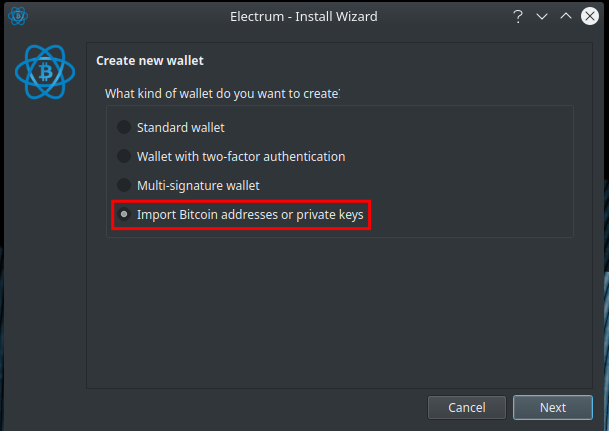 Electrum - Install Wizard
Create new wallet
What kind of wallet do you want to create
Standard wallet
Wallet with two-factor authentication
Multi-signature wallet
Import Bitcoin addresses or private keys
Cancel
Next